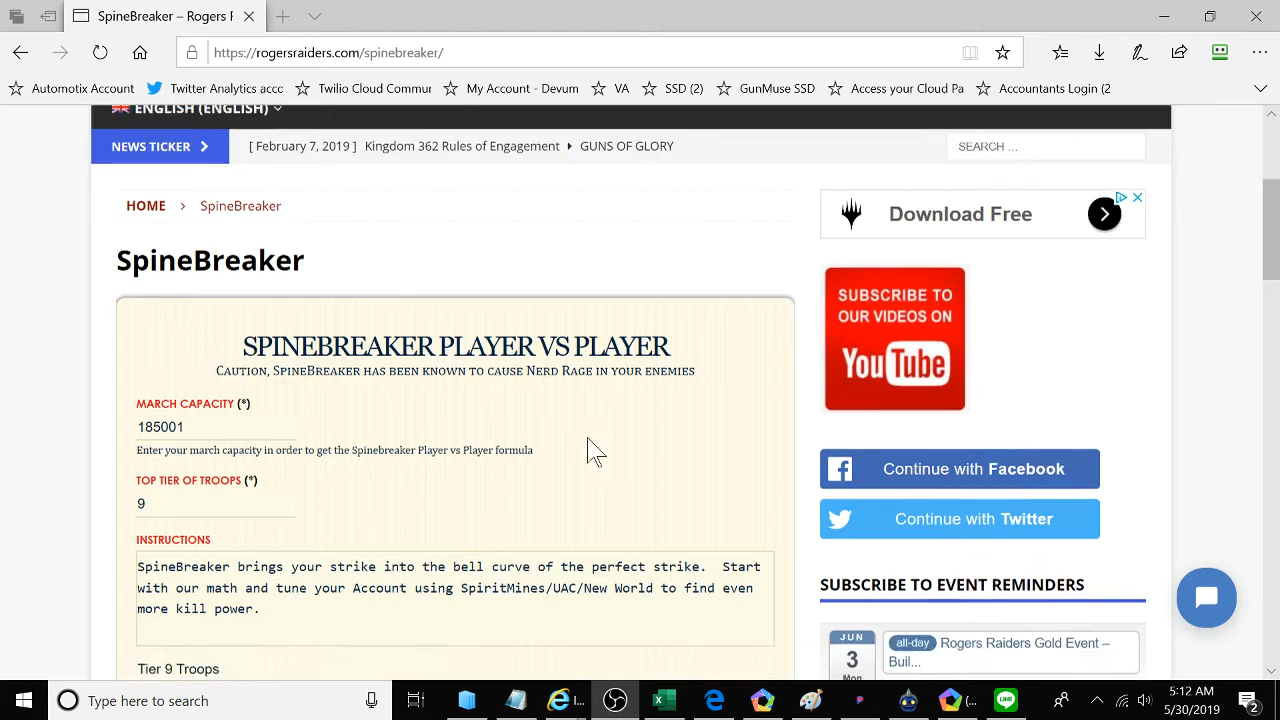 SpineBreaker – Rogers R
https://rogersraiders.com/spinebreaker/
Automotix Account
Twitter Analytics acco
Twilio Cloud Commur
My Account - Devum
VA
SSD (2)
GunMuse SSD
Access your Cloud Pa
Accountants Login (2
ENGLISH (ENGLISH)
NEWS TICKER
[ February 7, 2019 ] Kingdom 362 Rules of Engagement
GUNS OF GLORY
SEARCH …
HOME
SpineBreaker
Download Free
SpineBreaker
SUBSCRIBE TO
OUR VIDEOS ON
YouTube
SPINEBREAKER PLAYER VS PLAYER
CAUTION, SPINEBREAKER HAS BEEN KNOWN TO CAUSE NERD RAGE IN YOUR ENEMIES
MARCH CAPACITY (*)
185001
Enter your march capacity in order to get the Spinebreaker Player vs Player formula
TOP TIER OF TROOPS (*)
9
INSTRUCTIONS
SpineBreaker brings your strike into the bell curve of the perfect strike. Start
with our math and tune your Account using SpiritMines/UAC/New World to find even
more kill power.
Tier 9 Troops
Continue with Facebook
Continue with Twitter
SUBSCRIBE TO EVENT REMINDERS
JUN
3
Mon
all-day Rogers Raiders Gold Event –
Buil...
Type here to search
5:12 AM
5/30/2019
2